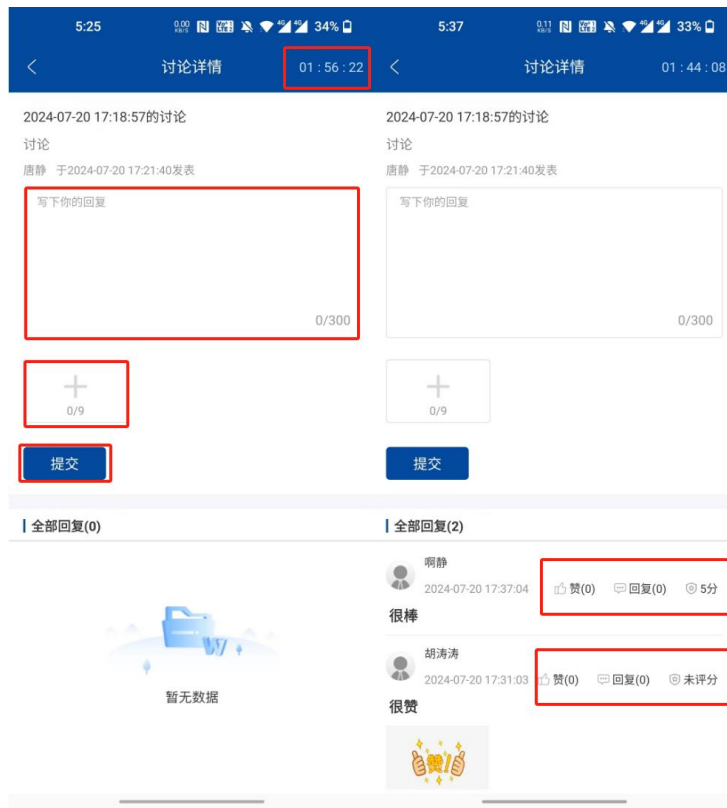 5:25 0.00 KB/S 4G 4G 34%
讨论详情 01 : 56 : 22
2024-07-20 17:18:57的讨论
讨论
唐静 于2024-07-20 17:21:40发表
写下你的回复
0/300
0/9
提交
全部回复(0)
暂无数据
5:37 0.11 KB/S 4G 4G 33%
讨论详情 01 : 44 : 08
2024-07-20 17:18:57的讨论
讨论
唐静 于2024-07-20 17:21:40发表
写下你的回复
0/300
0/9
提交
全部回复(2)
啊静
2024-07-20 17:37:04 赞(0) 回复(0) 5分
很棒
胡涛涛
2024-07-20 17:31:03 赞(0) 回复(0) 未评分
很赞
赞